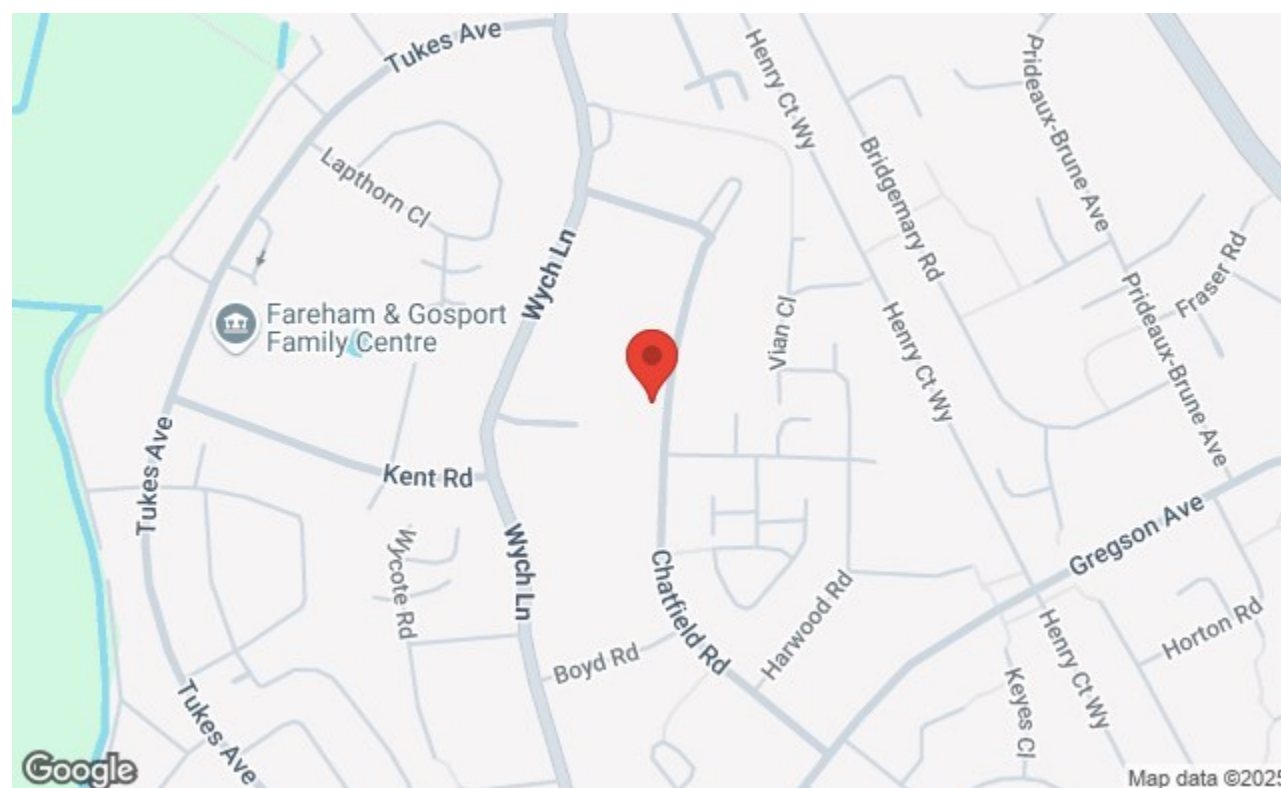 Tukes Ave
Henry Ct Wy
Prideaux-Brune Ave
Bridgemary Rd
Lapthorn Cl
Wych Ln
Fraser Rd
Prideaux-Brune Ave
Fareham & Gosport
Family Centre
Vian Cl
Henry Ct Wy
Tukes Ave
Kent Rd
Gregson Ave
Wycote Rd
Wych Ln
Chatfield Rd
Harwood Rd
Horton Rd
Boyd Rd
Henry Ct Wy
Keyes Cl
Tukes Ave
Google
Map data ©2025